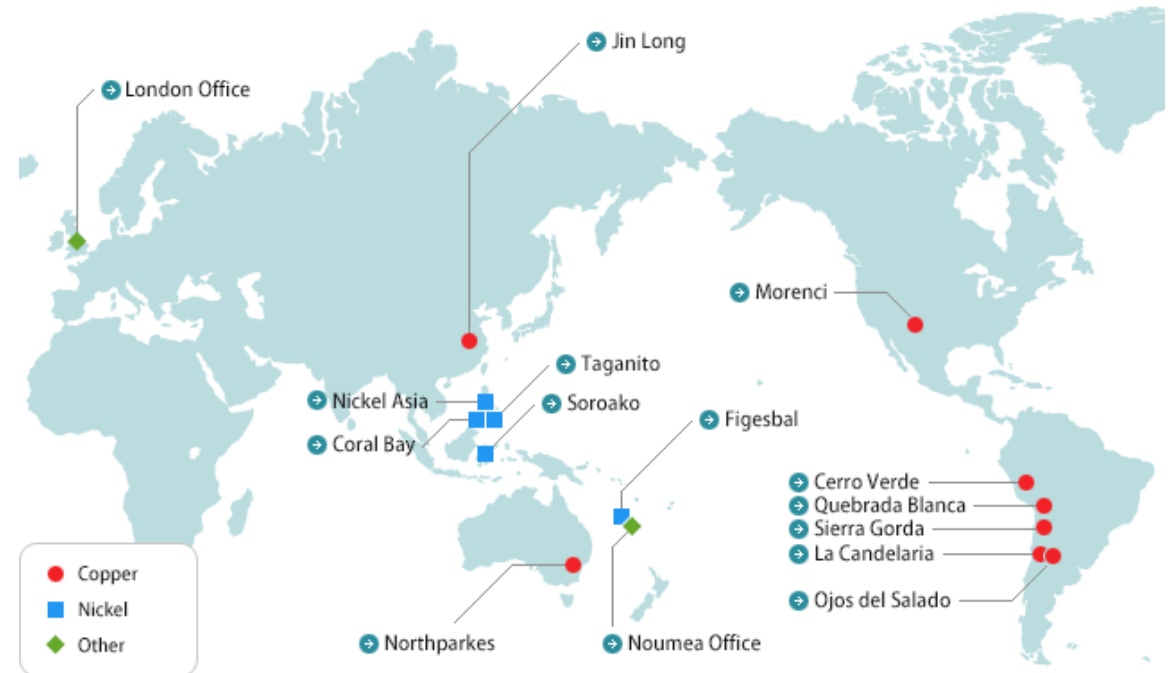 Jin Long
London Office
Morenci
Taganito
Nickel Asia
Soroako
Figesbal
Coral Bay
Cerro Verde
Quebrada Blanca
Sierra Gorda
La Candelaria
Copper
Ojos del Salado
Nickel
Northparkes
Noumea Office
Other